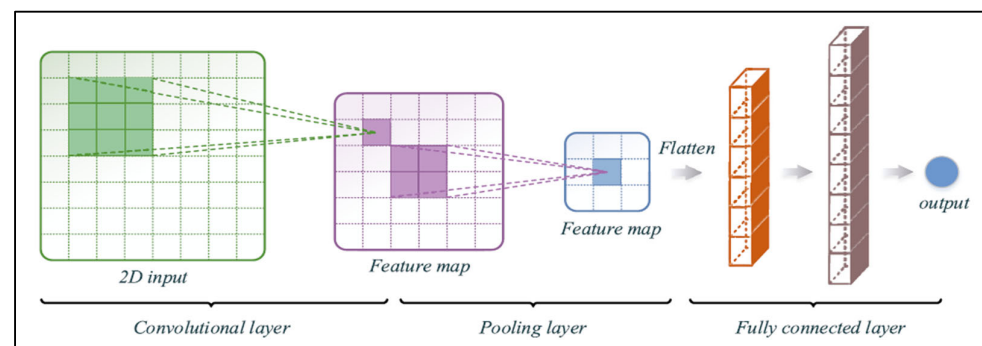 Flatten
output
Feature map
Feature map
2D input
Convolutional layer
Pooling layer
Fully connected layer